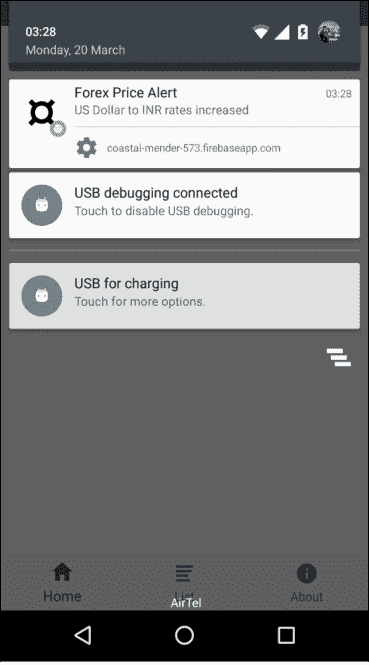 03:28
Monday, 20 March
Forex Price Alert 03:28
US Dollar to INR rates increased
coastal-mender-573.firebaseapp.com
USB debugging connected
Touch to disable USB debugging.
USB for charging
Touch for more options.
Home List About
AirTel